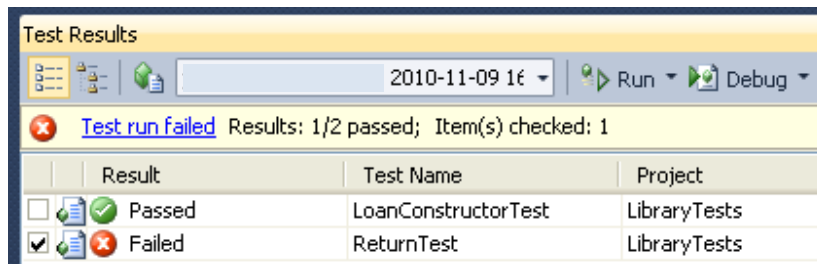 Test Results
2010-11-09 16 Run Debug
Test run failed Results: 1/2 passed; Item(s) checked: 1
Result Test Name Project
Passed LoanConstructorTest LibraryTests
Failed ReturnTest LibraryTests